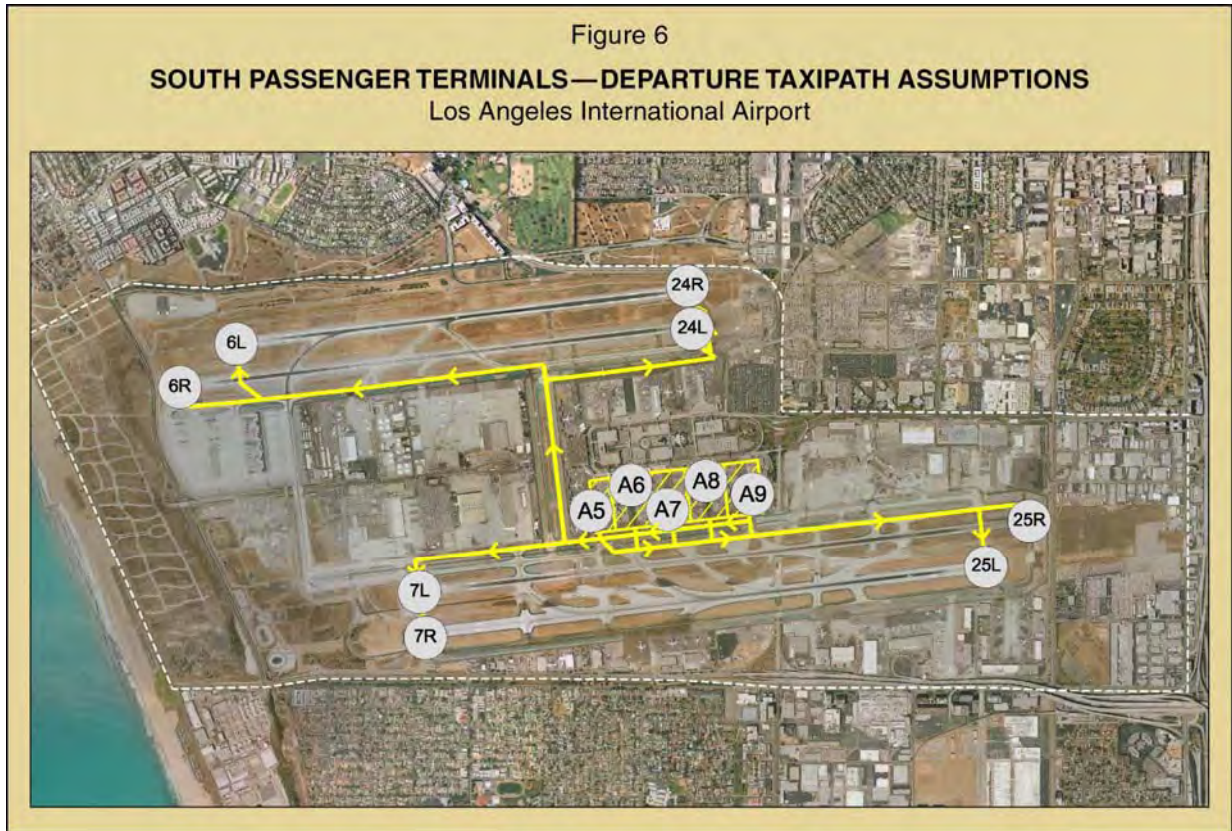 Figure 6
SOUTH PASSENGER TERMINALS—DEPARTURE TAXIPATH ASSUMPTIONS
Los Angeles International Airport
24R
24L
6L
6R
A6
A8
A5
A7
A9
25R
25L
7L
7R